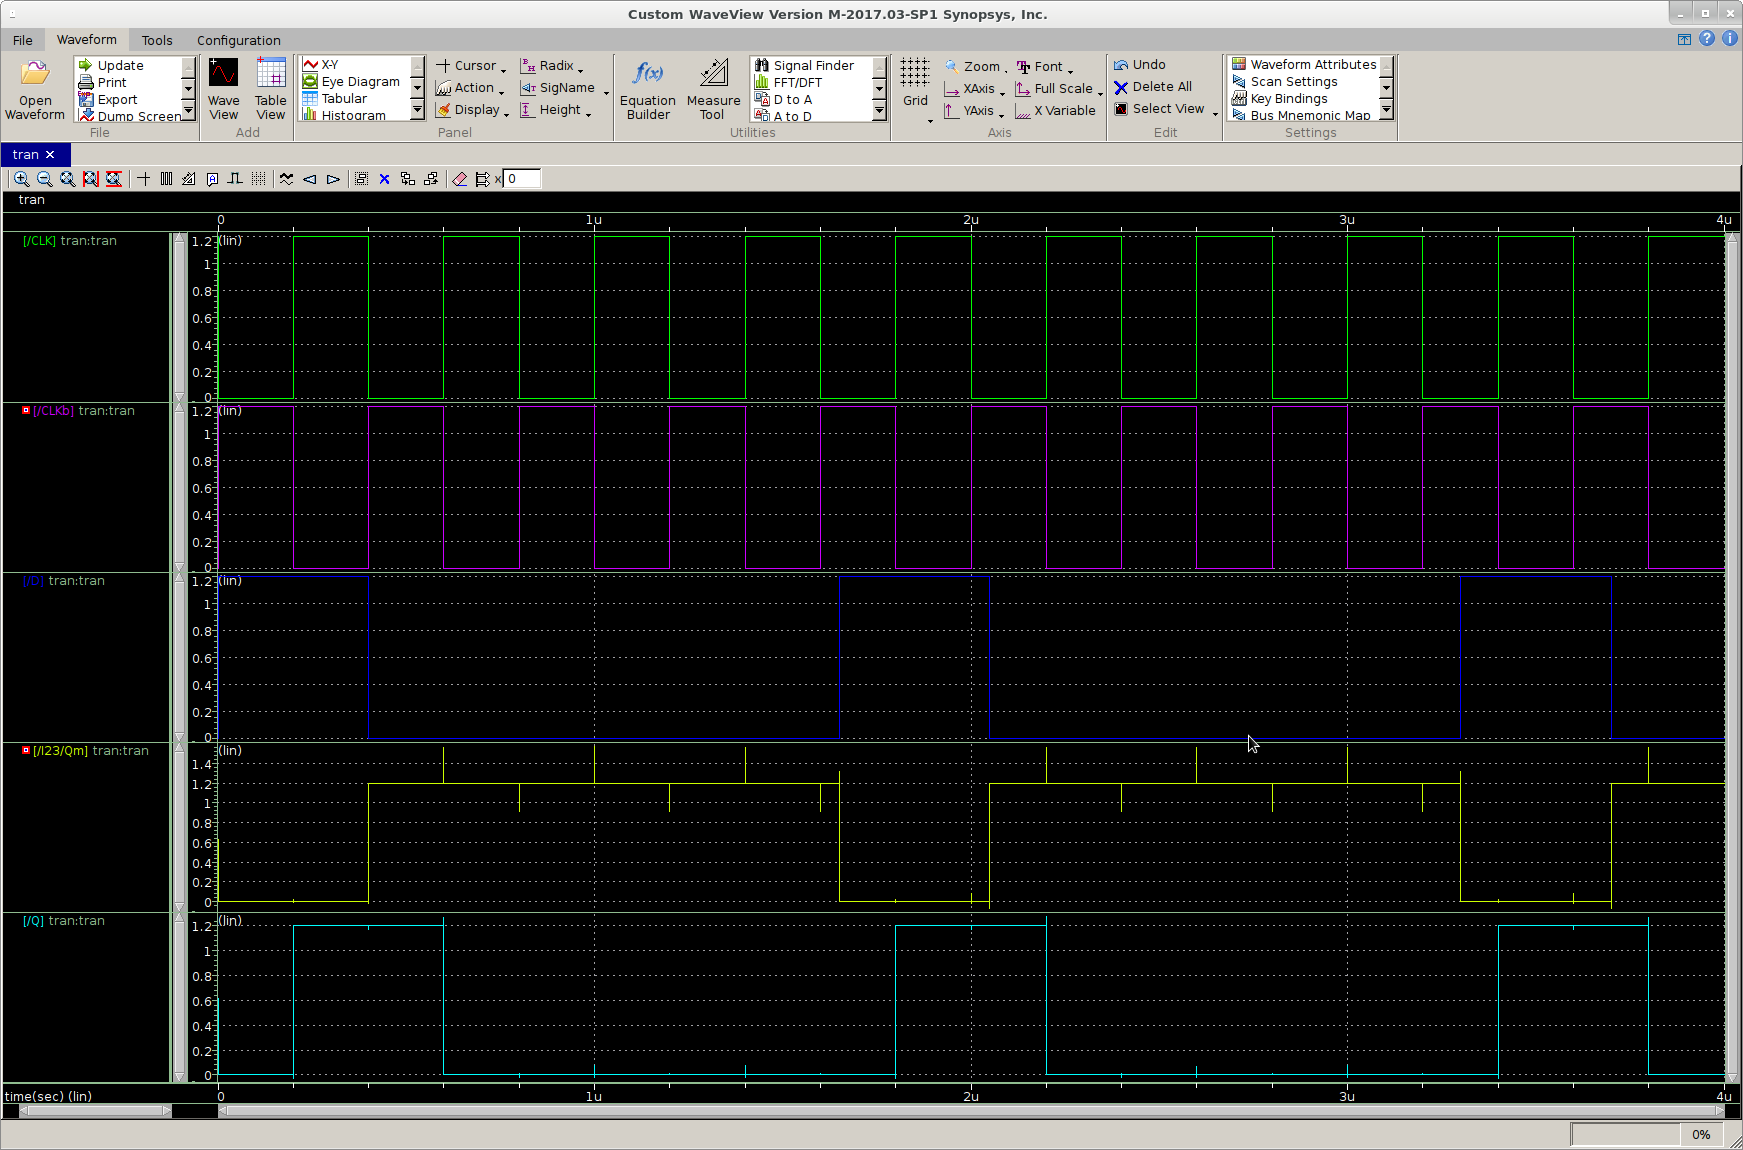 Custom WaveView Version M-2017.03-SP1 Synopsys, Inc.
File Waveform Tools Configuration
Open Waveform
Update
Print
Export
Dump Screen
File
Wave View
Table View
Add
X-Y
Eye Diagram
Tabular
Histogram
Cursor
Action
Display
Radix
SigName
Height
Panel
f(x)
Equation Builder
Measure Tool
Signal Finder
FFT/DFT
D to A
A to D
Utilities
Grid
Zoom
XAxis
YAxis
Font
Full Scale
X Variable
Axis
Undo
Delete All
Select View
Edit
Waveform Attributes
Scan Settings
Key Bindings
Bus Mnemonic Map
Settings
tran
x 0
tran
0 1u 2u 3u 4u
[/CLK] tran:tran
1.2 (lin)
1
0.8
0.6
0.4
0.2
0
[/CLKb] tran:tran
1.2 (lin)
1
0.8
0.6
0.4
0.2
0
[/D] tran:tran
1.2 (lin)
1
0.8
0.6
0.4
0.2
0
[/I23/Qm] tran:tran
(lin)
1.4
1.2
1
0.8
0.6
0.4
0.2
0
[/Q] tran:tran
(lin)
1.2
1
0.8
0.6
0.4
0.2
0
time(sec) (lin) 0 1u 2u 3u 4u
0%